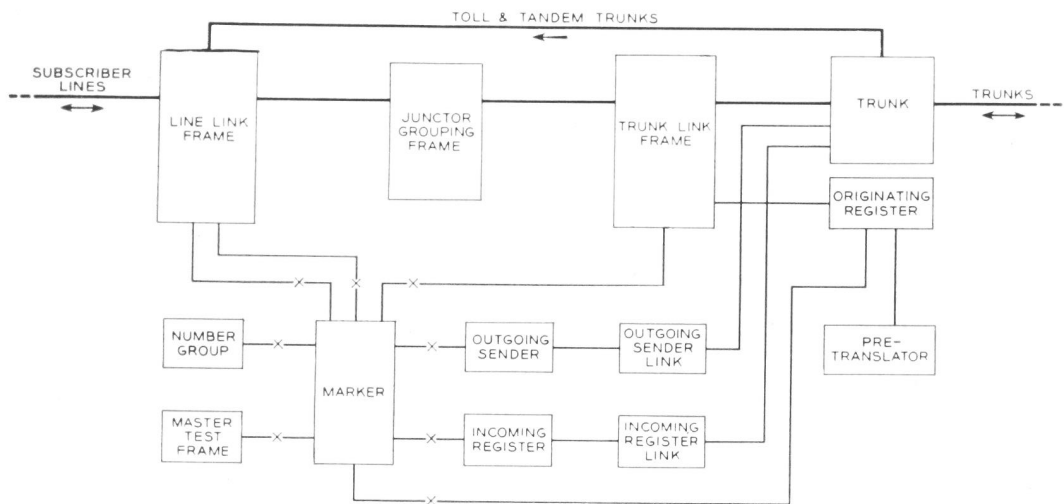 TOLL & TANDEM TRUNKS
SUBSCRIBER
LINES
LINE LINK
FRAME
JUNCTOR
GROUPING
FRAME
TRUNK LINK
FRAME
TRUNK
TRUNKS
ORIGINATING
REGISTER
NUMBER
GROUP
MARKER
OUTGOING
SENDER
OUTGOING
SENDER
LINK
PRE-
TRANSLATOR
MASTER
TEST
FRAME
INCOMING
REGISTER
INCOMING
REGISTER
LINK